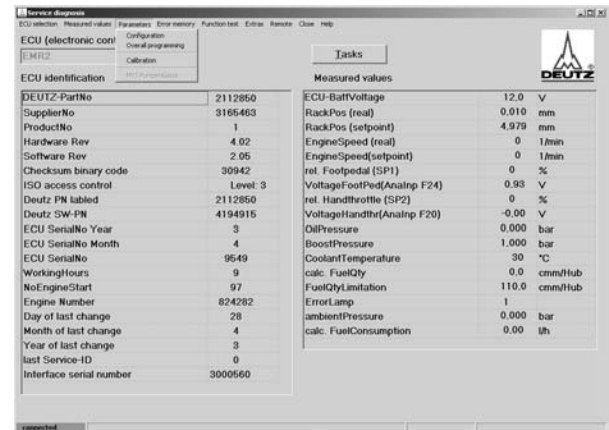 Service diagnosis
ECU selection Measured values Parameters Error memory Function test Extras Remote Close Help
Configuration
Overall programming
Calibration
ECU (electronic con
EMR2
Tasks
DEUTZ
ECU identification
Measured values
DEUTZ-PartNo 2112850
SupplierNo 3165463
ProductNo 1
Hardware Rev 4.02
Software Rev 2.05
Checksum binary code 30942
ISO access control Level: 3
Deutz PN labled 2112850
Deutz SW-PN 4194915
ECU SerialNo Year 3
ECU SerialNo Month 4
ECU SerialNo 9549
WorkingHours 9
NoEngineStart 97
Engine Number 824282
Day of last change 28
Month of last change 4
Year of last change 3
last Service-ID 0
Interface serial number 3000560
ECU-BattVoltage 12,0 V
RackPos (real) 0,010 mm
RackPos (setpoint) 4,979 mm
EngineSpeed (real) 0 1/min
EngineSpeed(setpoint) 0 1/min
rel. Footpedal (SP1) 0 %
VoltageFootPed(AnaInp F24) 0,93 V
rel. Handthrottle (SP2) 0 %
VoltageHandthr(AnaInp F20) -0,00 V
OilPressure 0,000 bar
BoostPressure 1,000 bar
CoolantTemperature 30 °C
calc. FuelQty 0,0 cmm/Hub
FuelQtyLimitation 110,0 cmm/Hub
ErrorLamp 1
ambientPressure 0,000 bar
calc. FuelConsumption 0,00 l/h
connected